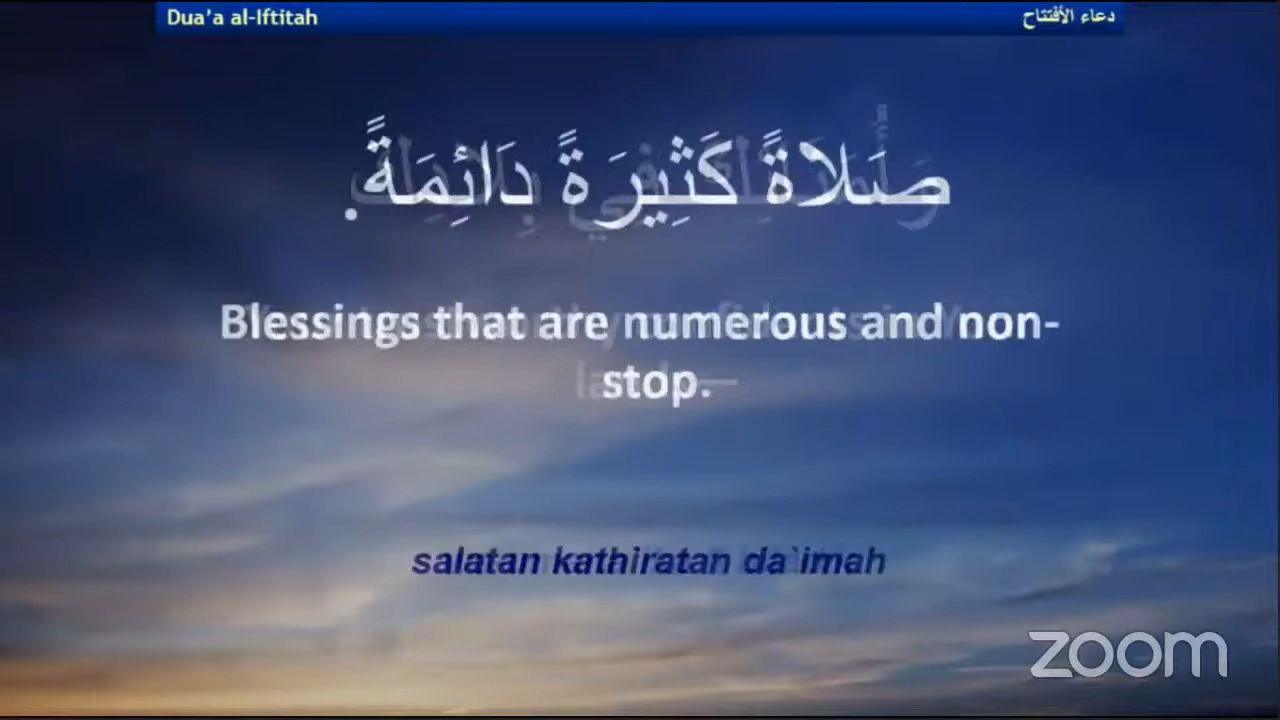 Dua'a al-Iftitah
دعاء الأفتتاح
صَلاةً كَثِيرَةً دَائِمَةً.
Blessings that are numerous and non-
stop.
salatan kathiratan da`imah
zoom